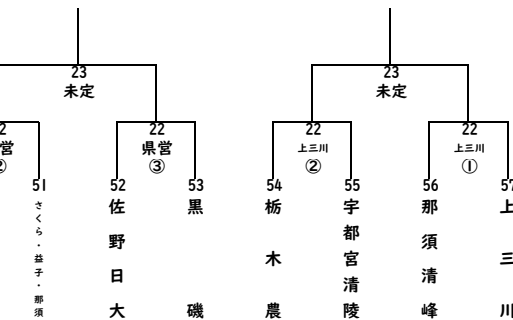 23
未定
23
未定
2
営
②
22
県営
③
22
上三川
②
22
上三川
①
51
さくら・益子・那須
52
佐野日大
53
黒磯
54
栃木農
55
宇都宮清陵
56
那須清峰
57
上三川